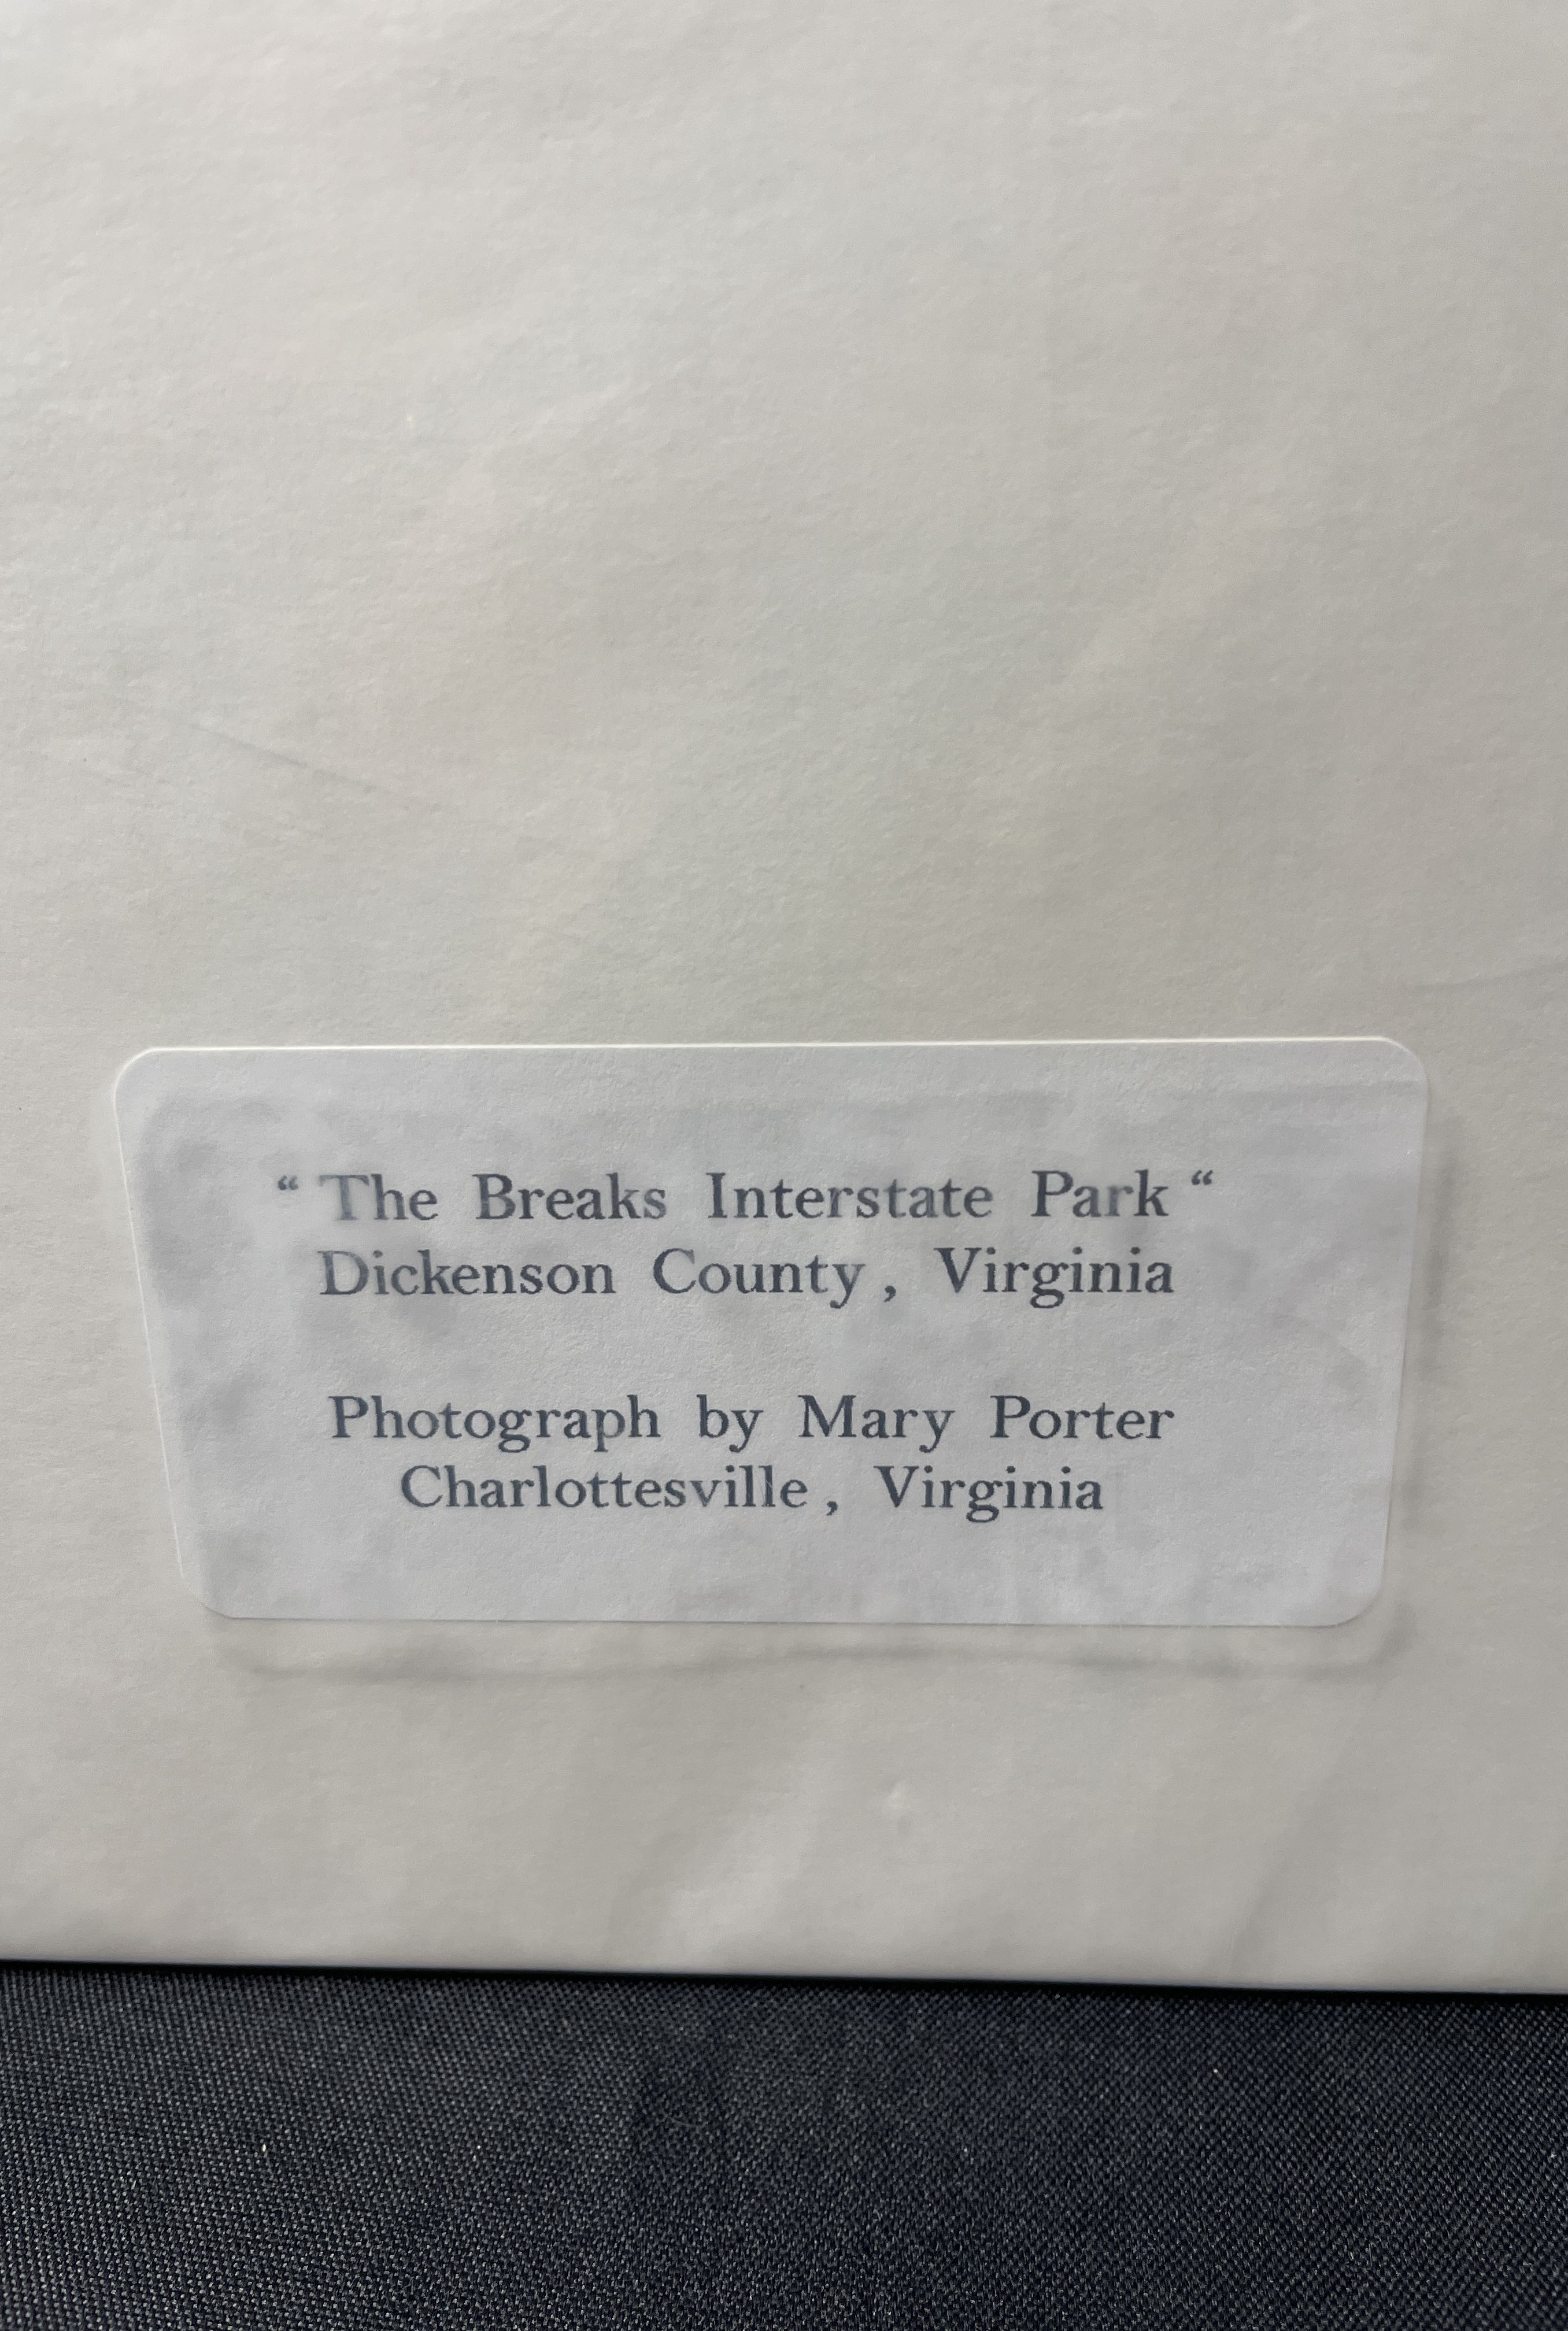 “ The Breaks Interstate Park “
Dickenson County , Virginia
Photograph by Mary Porter
Charlottesville , Virginia